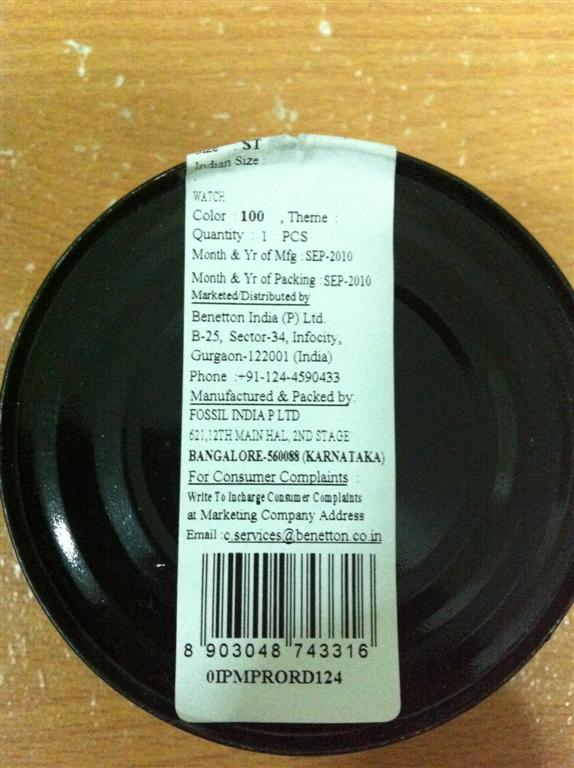 Size : ST
Indian Size :
:
WATCH
Color : 100 , Theme :
Quantity : 1 PCS
Month & Yr of Mfg :SEP-2010
Month & Yr of Packing :SEP-2010
Marketed/Distributed by
Benetton India (P) Ltd.
B-25, Sector-34, Infocity,
Gurgaon-122001 (India)
Phone :+91-124-4590433
Manufactured & Packed by:
FOSSIL INDIA P LTD
621,12TH MAIN HAL, 2ND STAGE
BANGALORE-560088 (KARNATAKA)
For Consumer Complaints :
Write To Incharge Consumer Complaints
at Marketing Company Address
Email :c.services@benetton.co.in
8 903048 743316
0IPMPRORD124